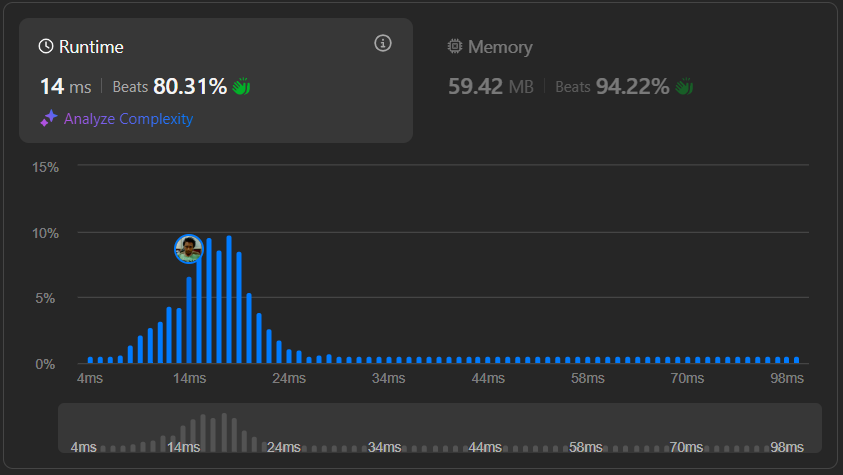 Runtime
14 ms | Beats 80.31%
Analyze Complexity
Memory
59.42 MB | Beats 94.22%
15%
10%
5%
0%
4ms 14ms 24ms 34ms 44ms 58ms 70ms 98ms
4ms 14ms 24ms 34ms 44ms 58ms 70ms 98ms